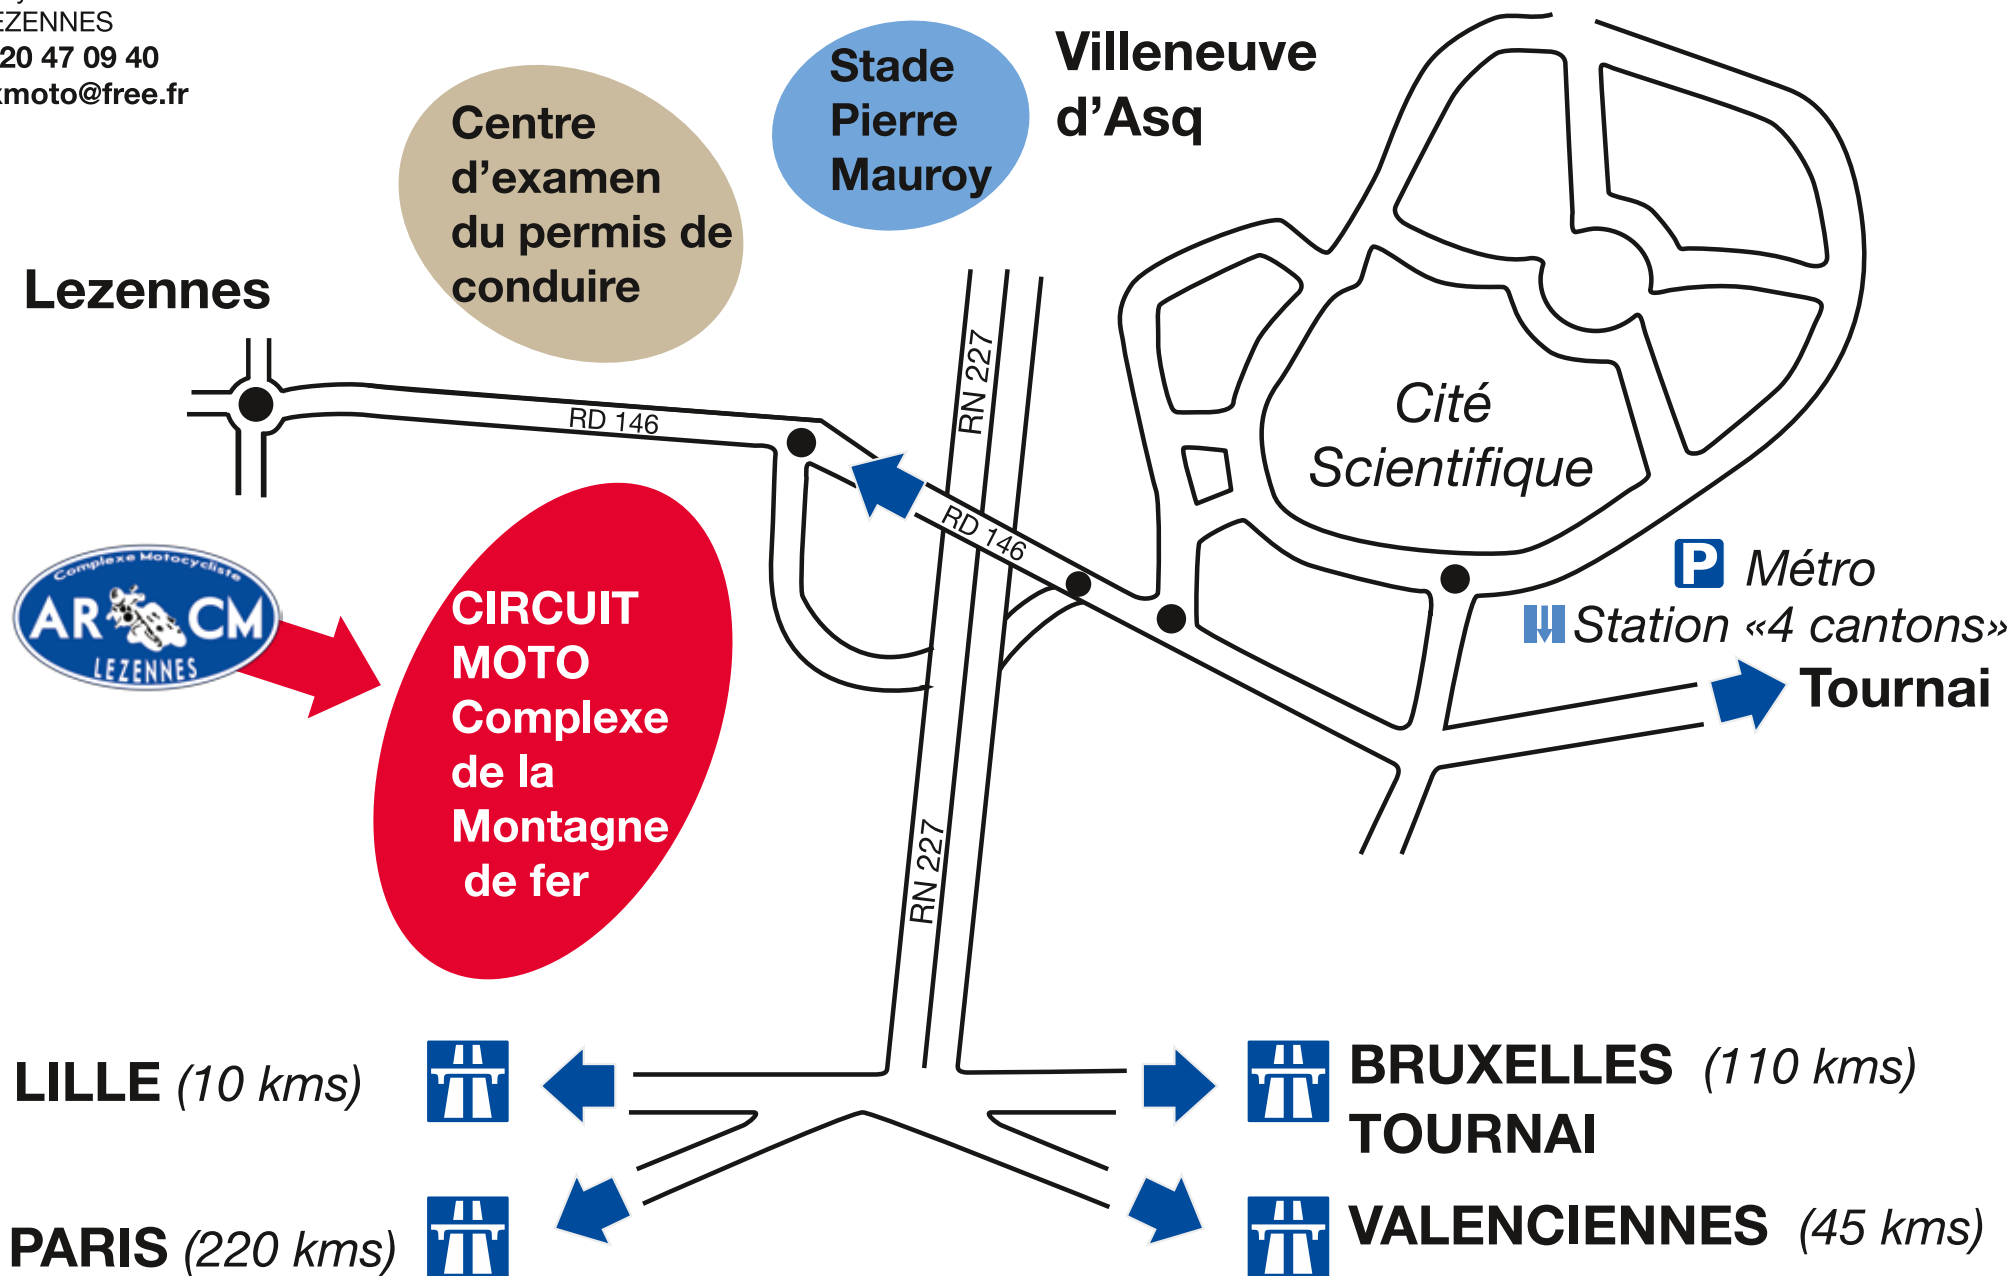 EZENNES
20 47 09 40
xmoto@free.fr
Centre
d'examen
du permis de
conduire
Stade
Pierre
Mauroy
Villeneuve
d'Asq
Lezennes
RN 227
RD 146
RD 146
Cité
Scientifique
P Métro
Station «4 cantons»
Tournai
Complexe Motocycliste
AR CM
LEZENNES
CIRCUIT
MOTO
Complexe
de la
Montagne
de fer
RN 227
LILLE (10 kms)
BRUXELLES (110 kms)
TOURNAI
PARIS (220 kms)
VALENCIENNES (45 kms)